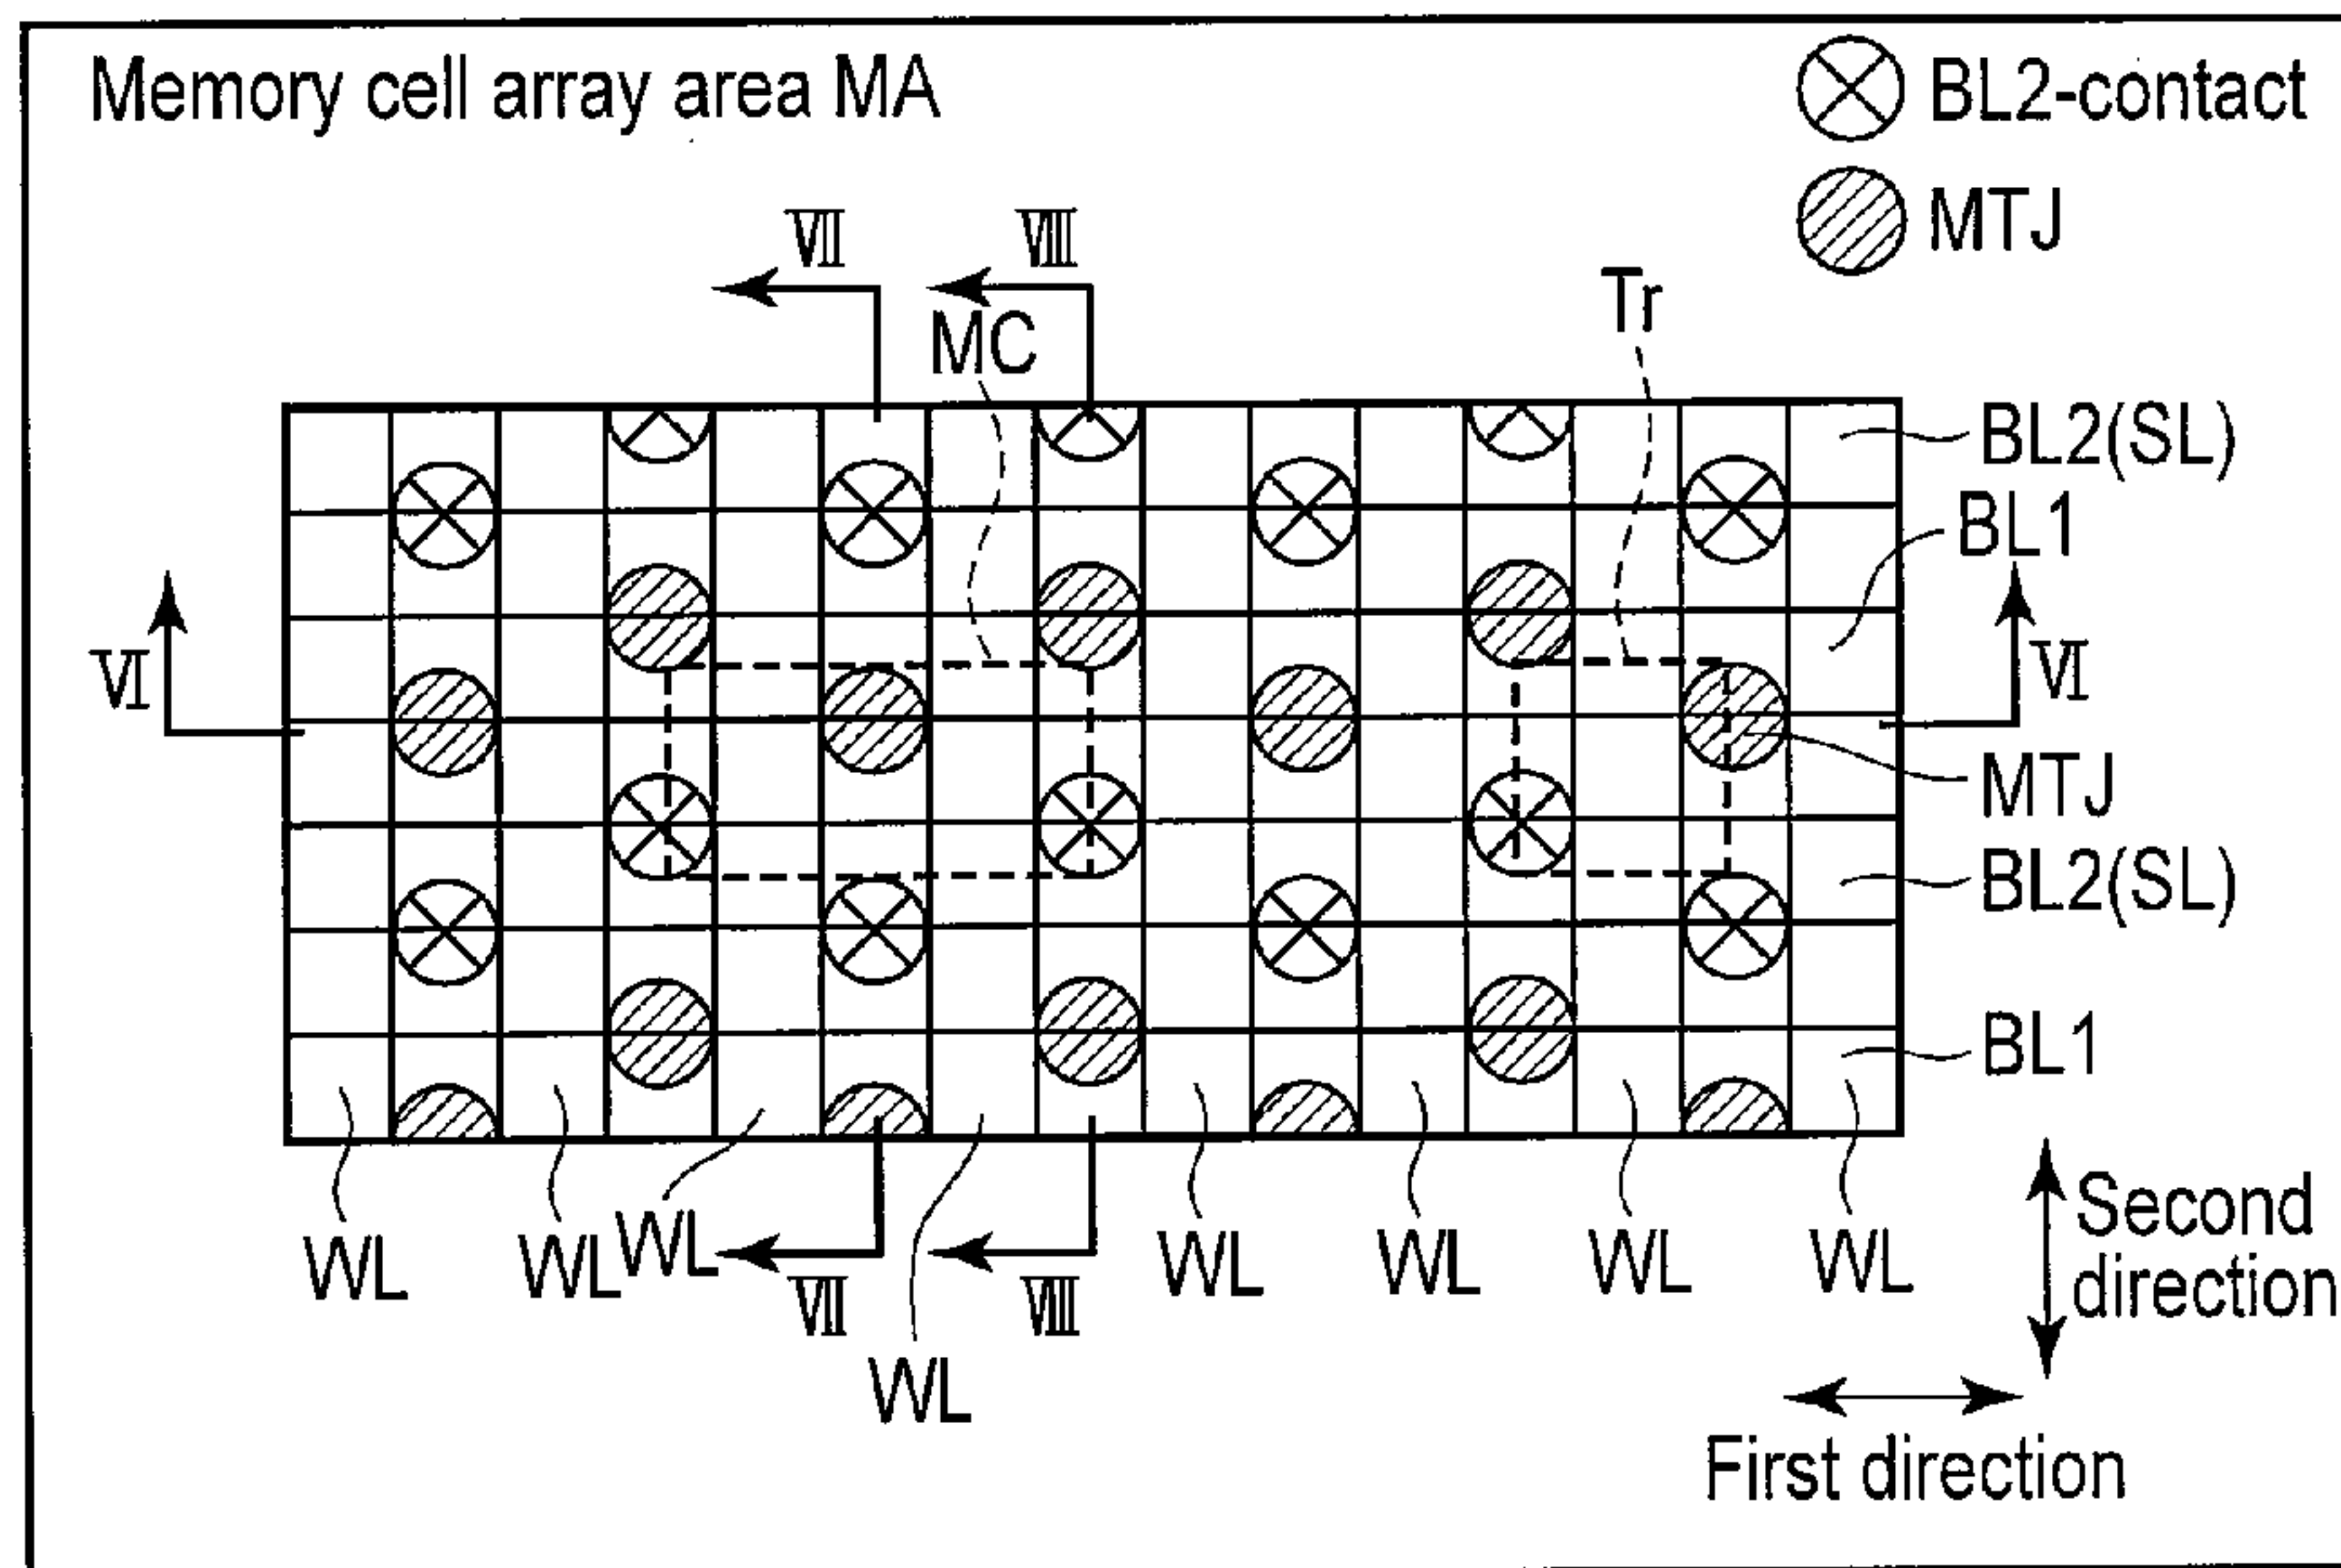 Memory cell array area MA
BL2-contact
MTJ
Ⅶ
Ⅷ
Tr
MC
BL2(SL)
BL1
Ⅵ
Ⅵ
MTJ
BL2(SL)
BL1
WL
WL
WL
WL
WL
WL
WL
WL
Ⅶ
Ⅷ
Second
direction
First direction